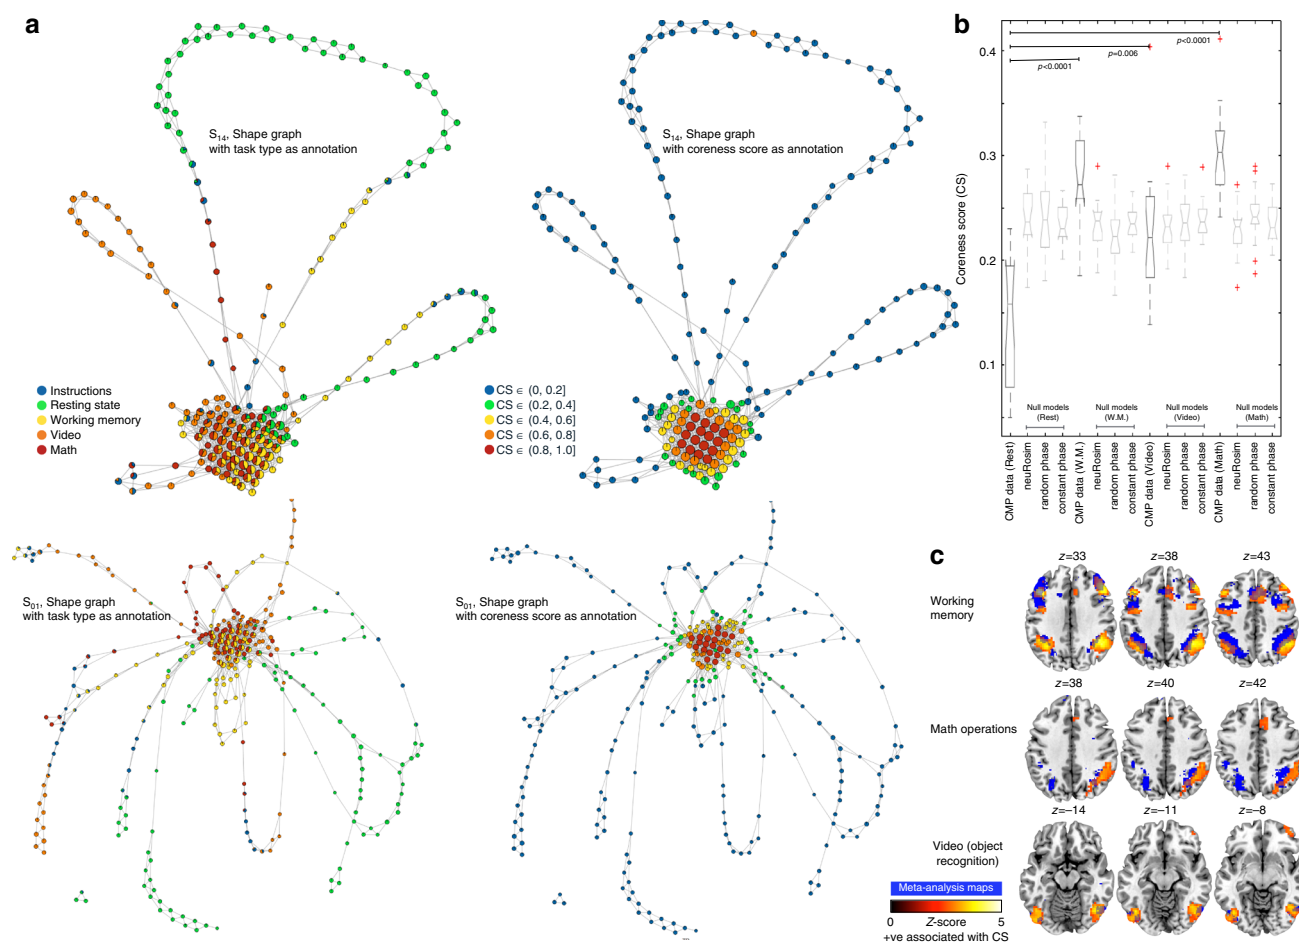 a
S14, Shape graph
with task type as annotation
S14, Shape graph
with coreness score as annotation
Instructions
Resting state
Working memory
Video
Math
CS ∈ (0, 0.2]
CS ∈ (0.2, 0.4]
CS ∈ (0.4, 0.6]
CS ∈ (0.6, 0.8]
CS ∈ (0.8, 1.0]
S01, Shape graph
with task type as annotation
S01, Shape graph
with coreness score as annotation
b
Coreness score (CS)
0.4
0.3
0.2
0.1
p<0.0001
p=0.006
p<0.0001
Null models
(Rest)
Null models
(W.M.)
Null models
(Video)
Null models
(Math)
CMP data (Rest)
neuRosim
random phase
constant phase
CMP data (W.M.)
neuRosim
random phase
constant phase
CMP data (Video)
neuRosim
random phase
constant phase
CMP data (Math)
neuRosim
random phase
constant phase
c
z=33
z=38
z=43
Working
memory
z=38
z=40
z=42
Math operations
z=–14
z=–11
z=–8
Video (object
recognition)
Meta-analysis maps
0 Z-score 5
+ve associated with CS